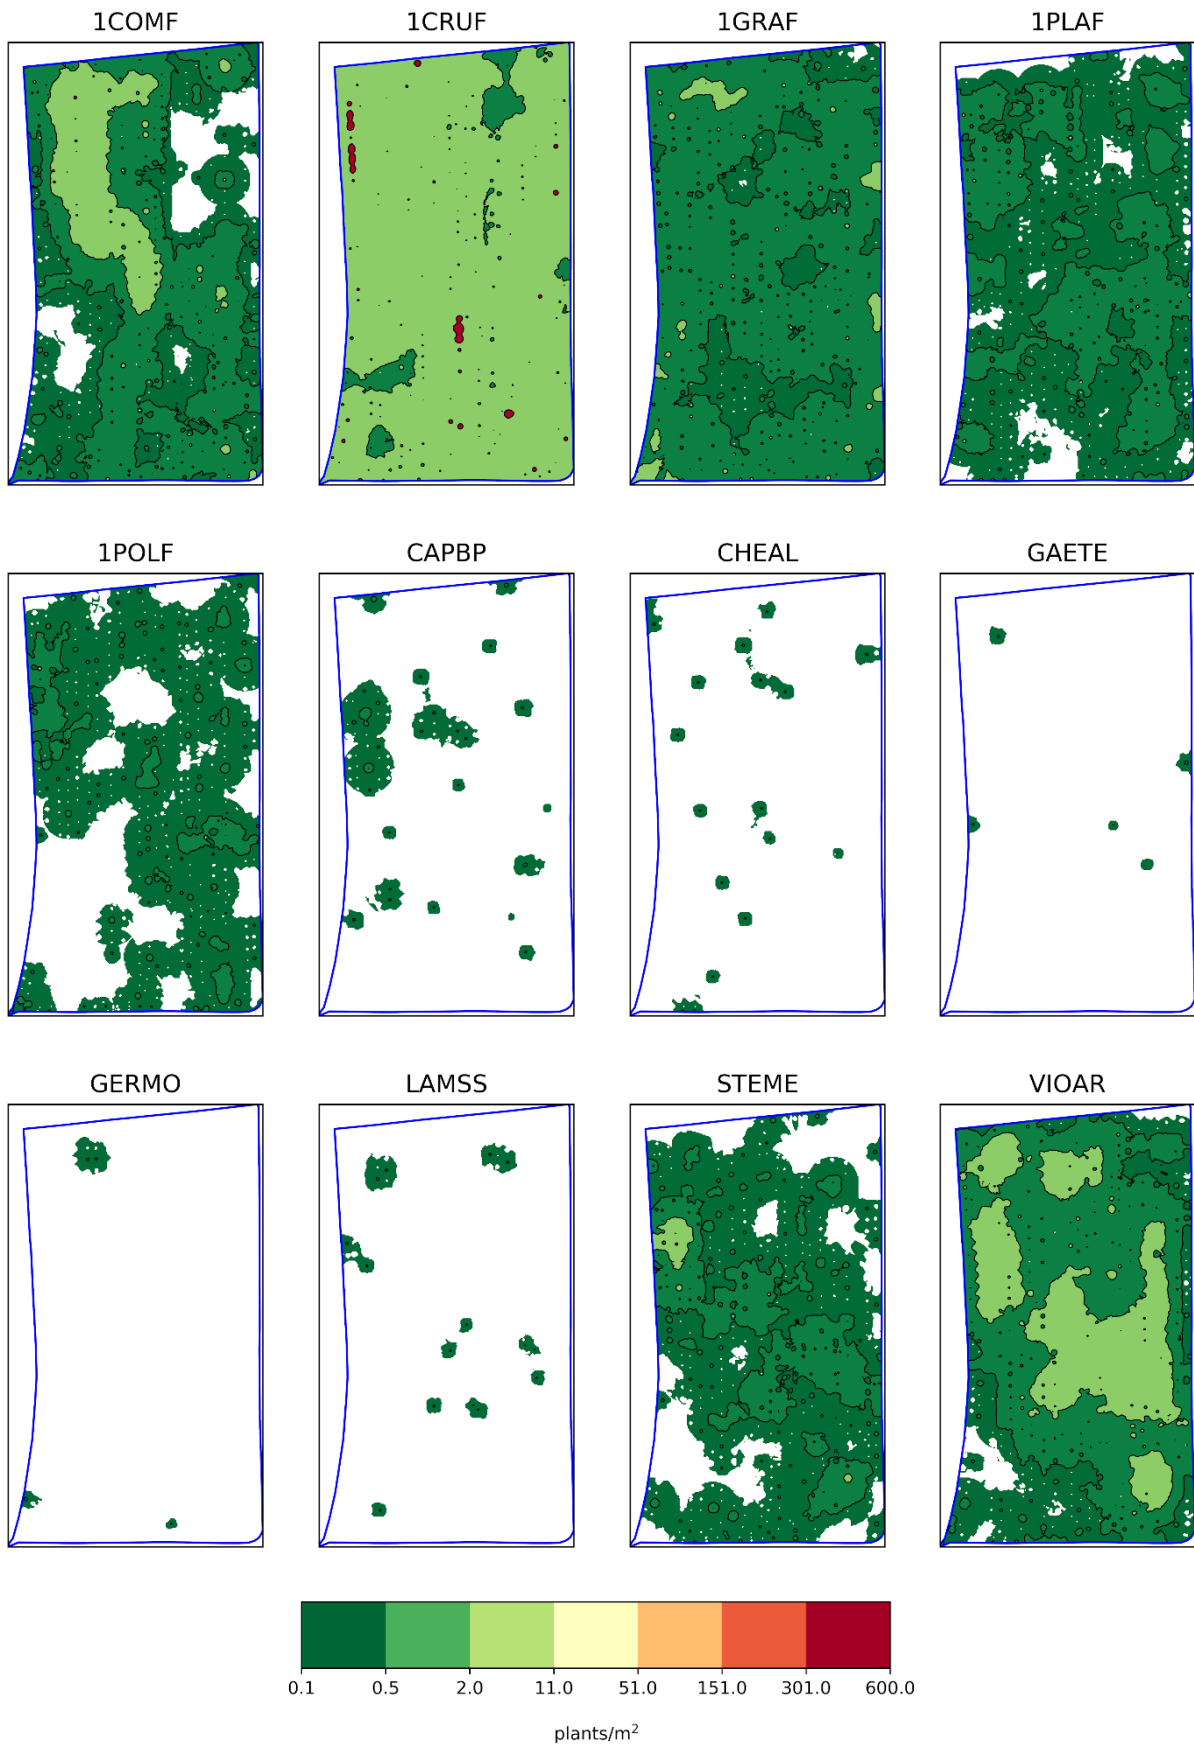 1COMF 1CRUF 1GRAF 1PLAF
1POLF CAPBP CHEAL GAETE
GERMO LAMSS STEME VIOAR
0.1 0.5 2.0 11.0 51.0 151.0 301.0 600.0
plants/m²